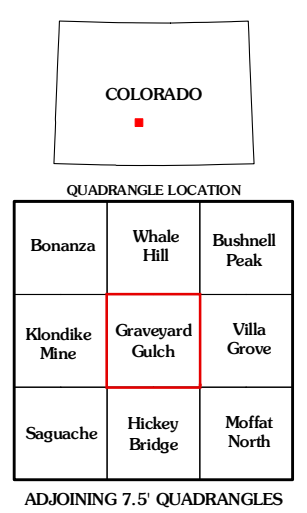 COLORADO
QUADRANGLE LOCATION
Bonanza
Whale
Hill
Bushnell
Peak
Klondike
Mine
Graveyard
Gulch
Villa
Grove
Saguache
Hickey
Bridge
Moffat
North
ADJOINING 7.5' QUADRANGLES